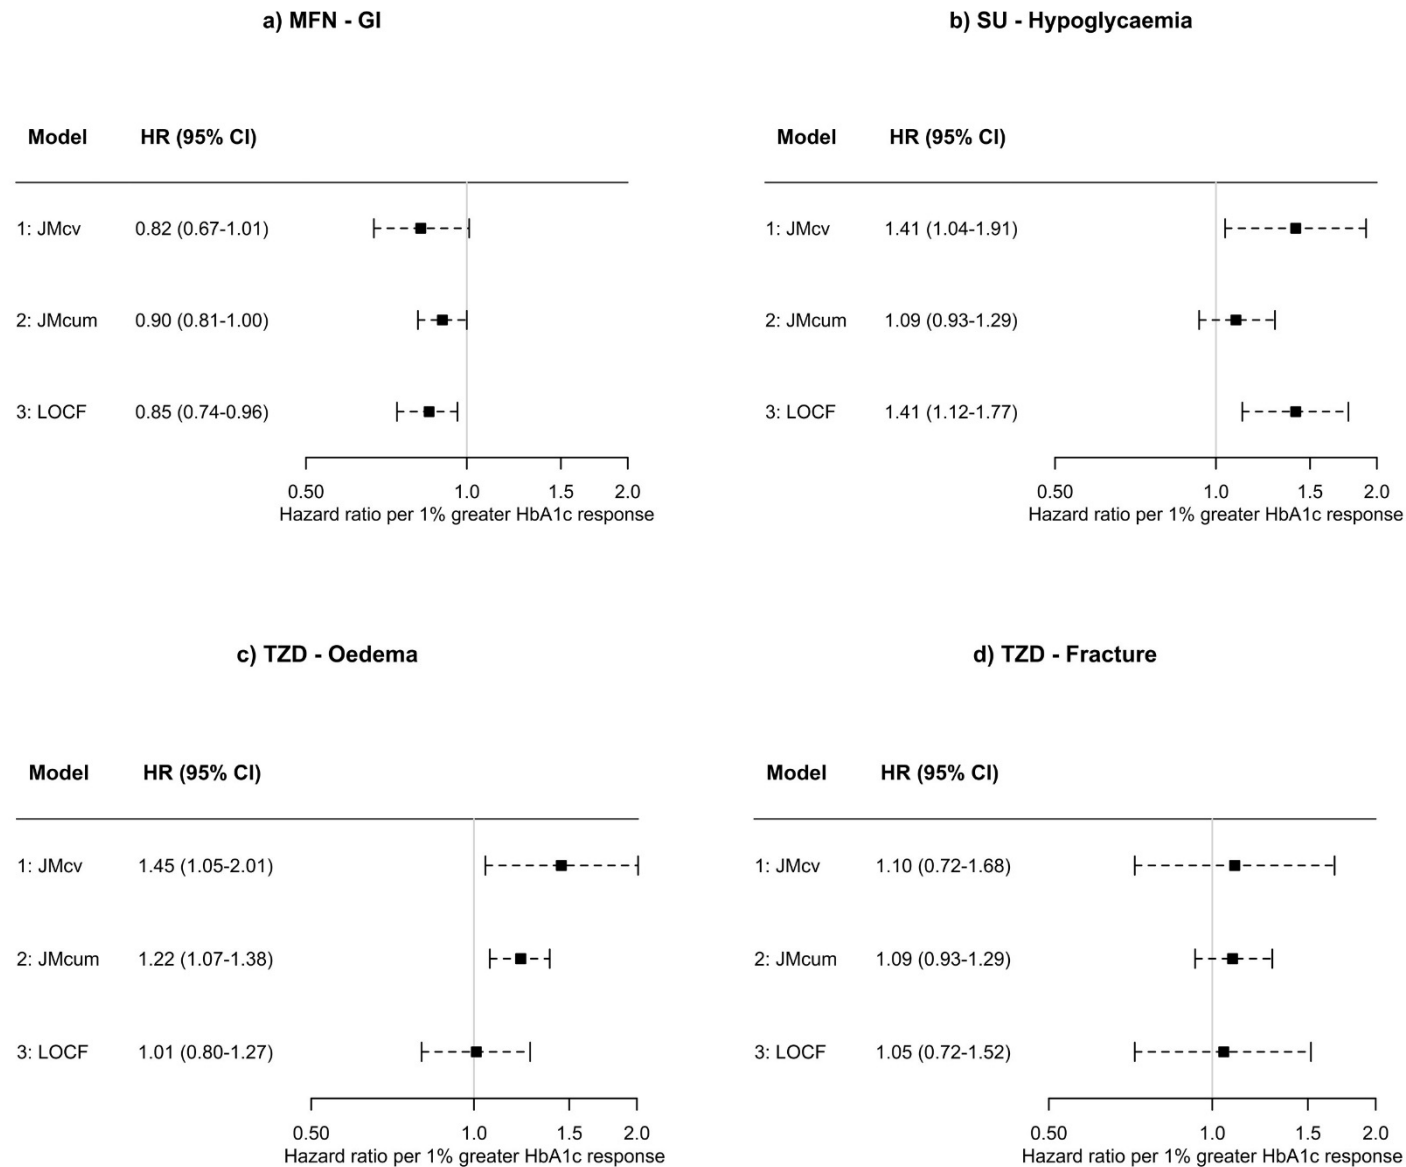 a) MFN - GI
Model HR (95% CI)
1: JMcv 0.82 (0.67-1.01)
2: JMcum 0.90 (0.81-1.00)
3: LOCF 0.85 (0.74-0.96)
0.50 1.0 1.5 2.0
Hazard ratio per 1% greater HbA1c response
b) SU - Hypoglycaemia
Model HR (95% CI)
1: JMcv 1.41 (1.04-1.91)
2: JMcum 1.09 (0.93-1.29)
3: LOCF 1.41 (1.12-1.77)
0.50 1.0 1.5 2.0
Hazard ratio per 1% greater HbA1c response
c) TZD - Oedema
Model HR (95% CI)
1: JMcv 1.45 (1.05-2.01)
2: JMcum 1.22 (1.07-1.38)
3: LOCF 1.01 (0.80-1.27)
0.50 1.0 1.5 2.0
Hazard ratio per 1% greater HbA1c response
d) TZD - Fracture
Model HR (95% CI)
1: JMcv 1.10 (0.72-1.68)
2: JMcum 1.09 (0.93-1.29)
3: LOCF 1.05 (0.72-1.52)
0.50 1.0 1.5 2.0
Hazard ratio per 1% greater HbA1c response